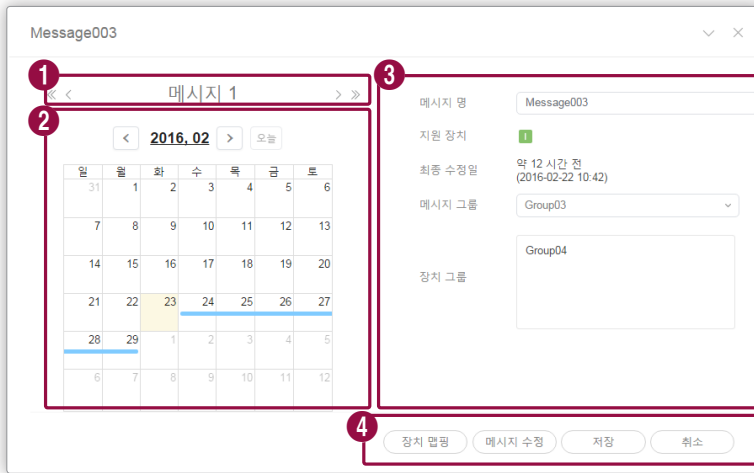 Message003
1
« <
메시지 1
> »
2
< 2016, 02 > 오늘
일 월 화 수 목 금 토
31 1 2 3 4 5 6
7 8 9 10 11 12 13
14 15 16 17 18 19 20
21 22 23 24 25 26 27
28 29 1 2 3 4 5
6 7 8 9 10 11 12
3
메시지 명 Message003
지원 장치 I
최종 수정일 약 12 시간 전
(2016-02-22 10:42)
메시지 그룹 Group03
장치 그룹 Group04
4
장치 맵핑 메시지 수정 저장 취소